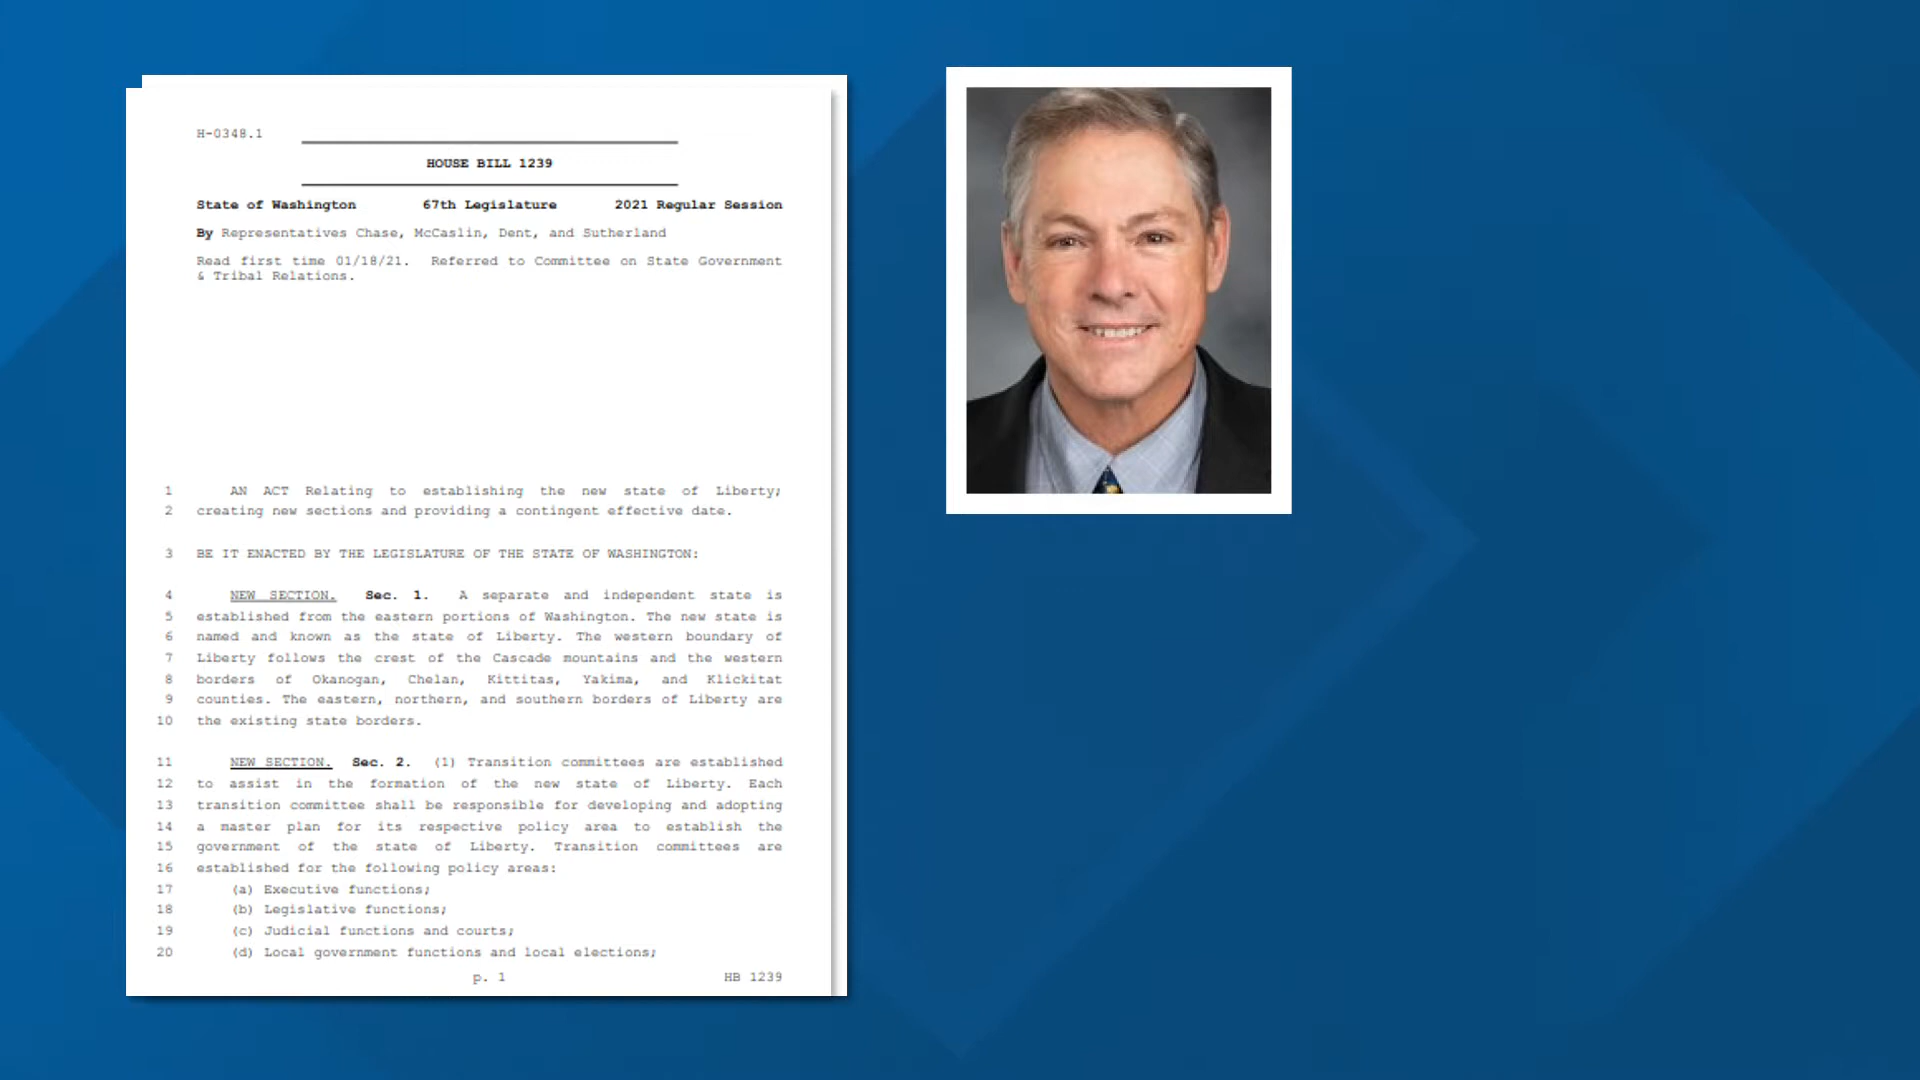 H-0348.1
HOUSE BILL 1239
State of Washington 67th Legislature 2021 Regular Session
By Representatives Chase, McCaslin, Dent, and Sutherland
Read first time 01/18/21. Referred to Committee on State Government
& Tribal Relations.
1 AN ACT Relating to establishing the new state of Liberty;
2 creating new sections and providing a contingent effective date.
3 BE IT ENACTED BY THE LEGISLATURE OF THE STATE OF WASHINGTON:
4 NEW SECTION. Sec. 1. A separate and independent state is
5 established from the eastern portions of Washington. The new state is
6 named and known as the state of Liberty. The western boundary of
7 Liberty follows the crest of the Cascade mountains and the western
8 borders of Okanogan, Chelan, Kittitas, Yakima, and Klickitat
9 counties. The eastern, northern, and southern borders of Liberty are
10 the existing state borders.
11 NEW SECTION. Sec. 2. (1) Transition committees are established
12 to assist in the formation of the new state of Liberty. Each
13 transition committee shall be responsible for developing and adopting
14 a master plan for its respective policy area to establish the
15 government of the state of Liberty. Transition committees are
16 established for the following policy areas:
17 (a) Executive functions;
18 (b) Legislative functions;
19 (c) Judicial functions and courts;
20 (d) Local government functions and local elections;
p. 1 HB 1239